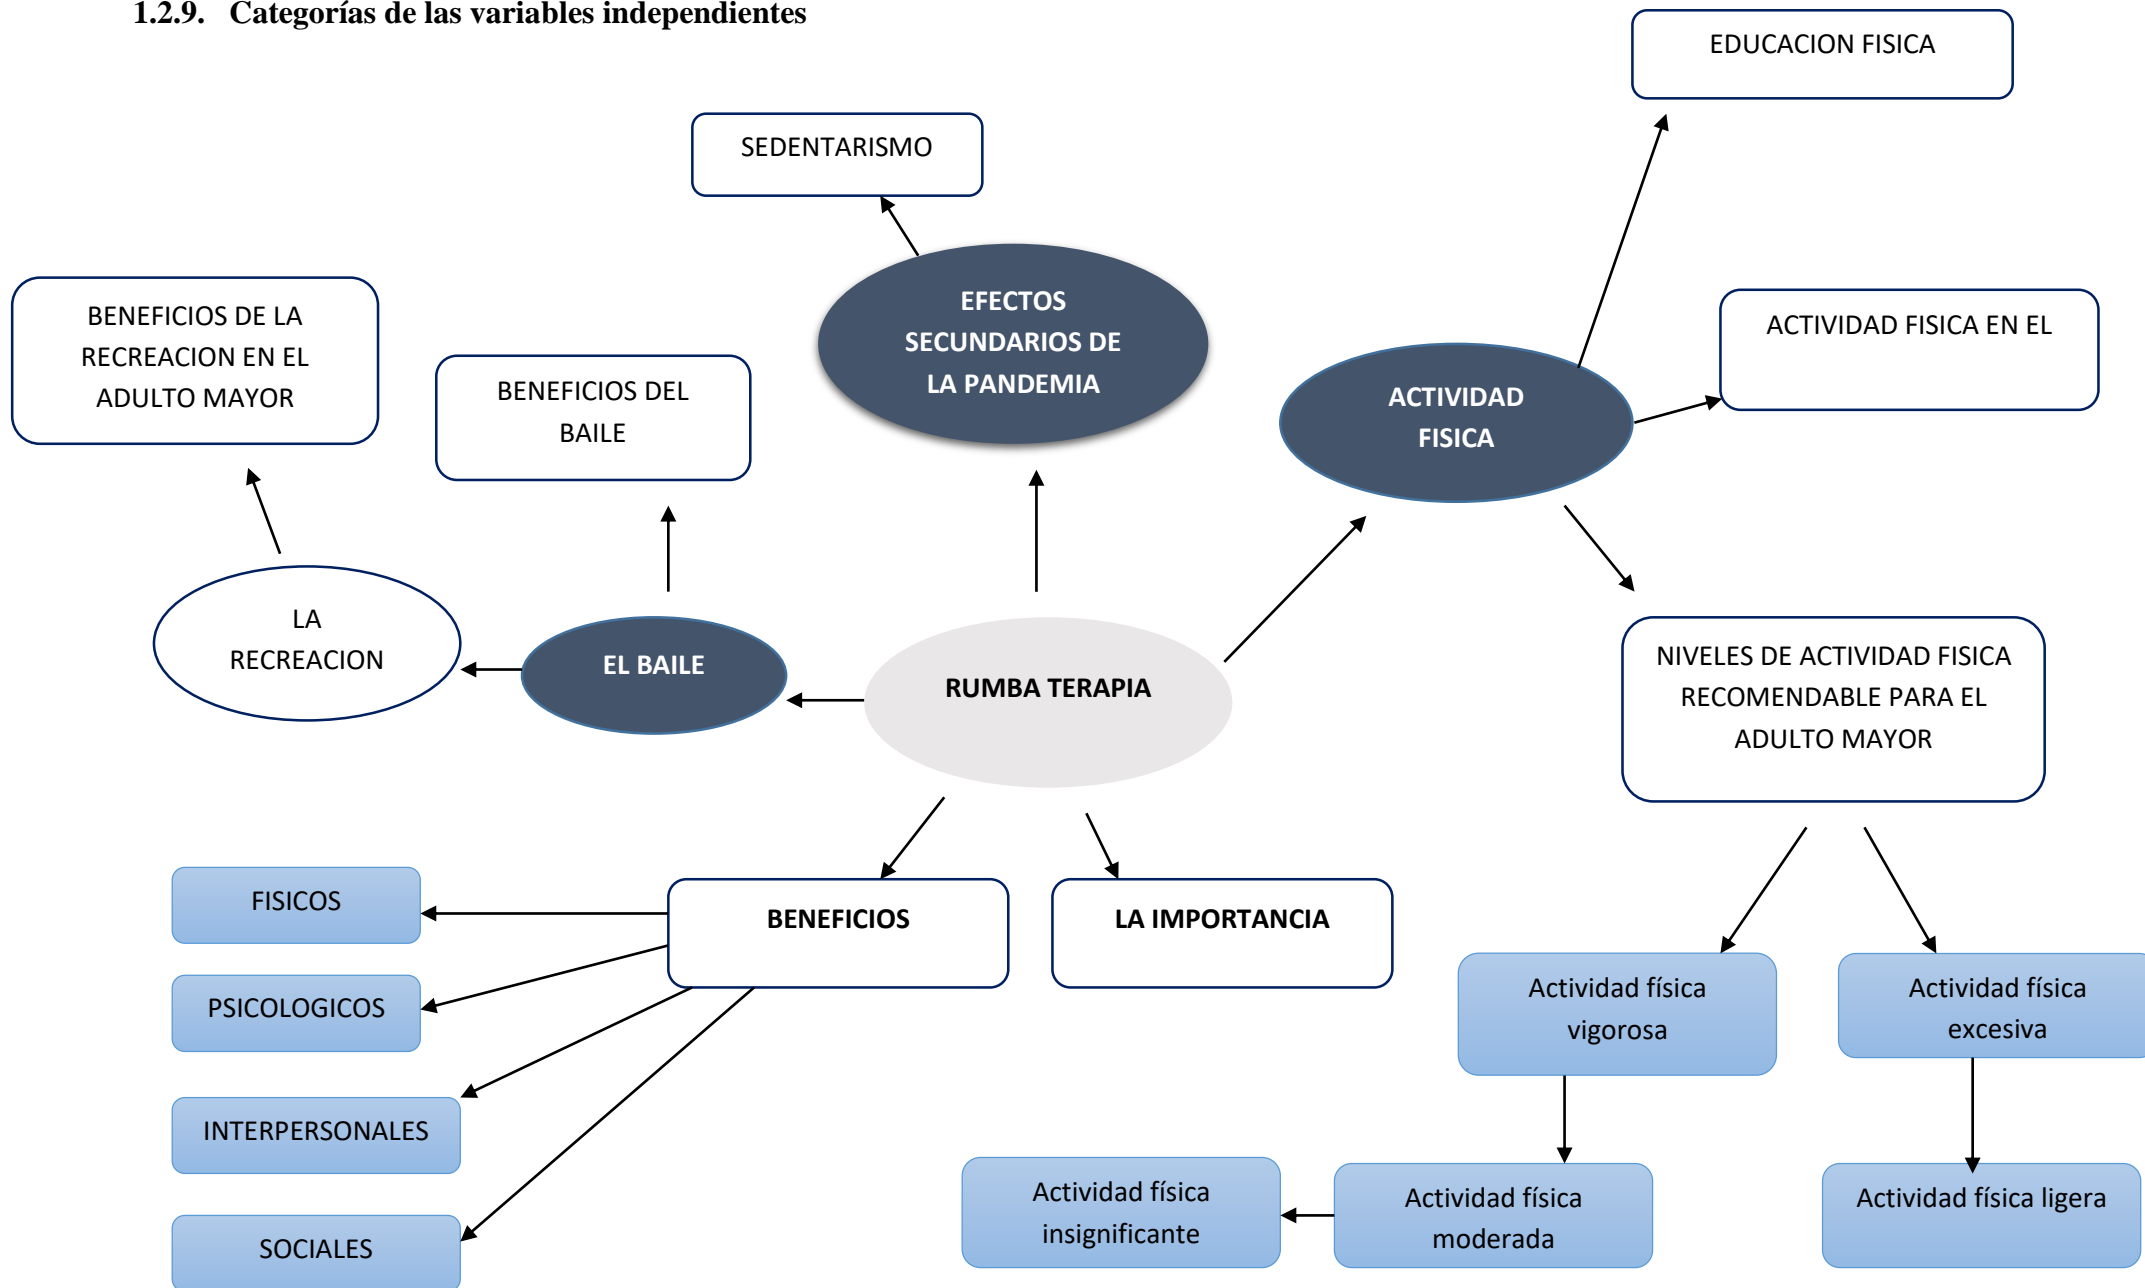 1.2.9. Categorías de las variables independientes
EDUCACION FISICA
SEDENTARISMO
BENEFICIOS DE LA
RECREACION EN EL
ADULTO MAYOR
BENEFICIOS DEL
BAILE
EFECTOS
SECUNDARIOS DE
LA PANDEMIA
ACTIVIDAD
FISICA
ACTIVIDAD FISICA EN EL
LA
RECREACION
EL BAILE
RUMBA TERAPIA
NIVELES DE ACTIVIDAD FISICA
RECOMENDABLE PARA EL
ADULTO MAYOR
FISICOS
BENEFICIOS
LA IMPORTANCIA
PSICOLOGICOS
Actividad física
vigorosa
Actividad física
excesiva
INTERPERSONALES
SOCIALES
Actividad física
insignificante
Actividad física
moderada
Actividad física ligera